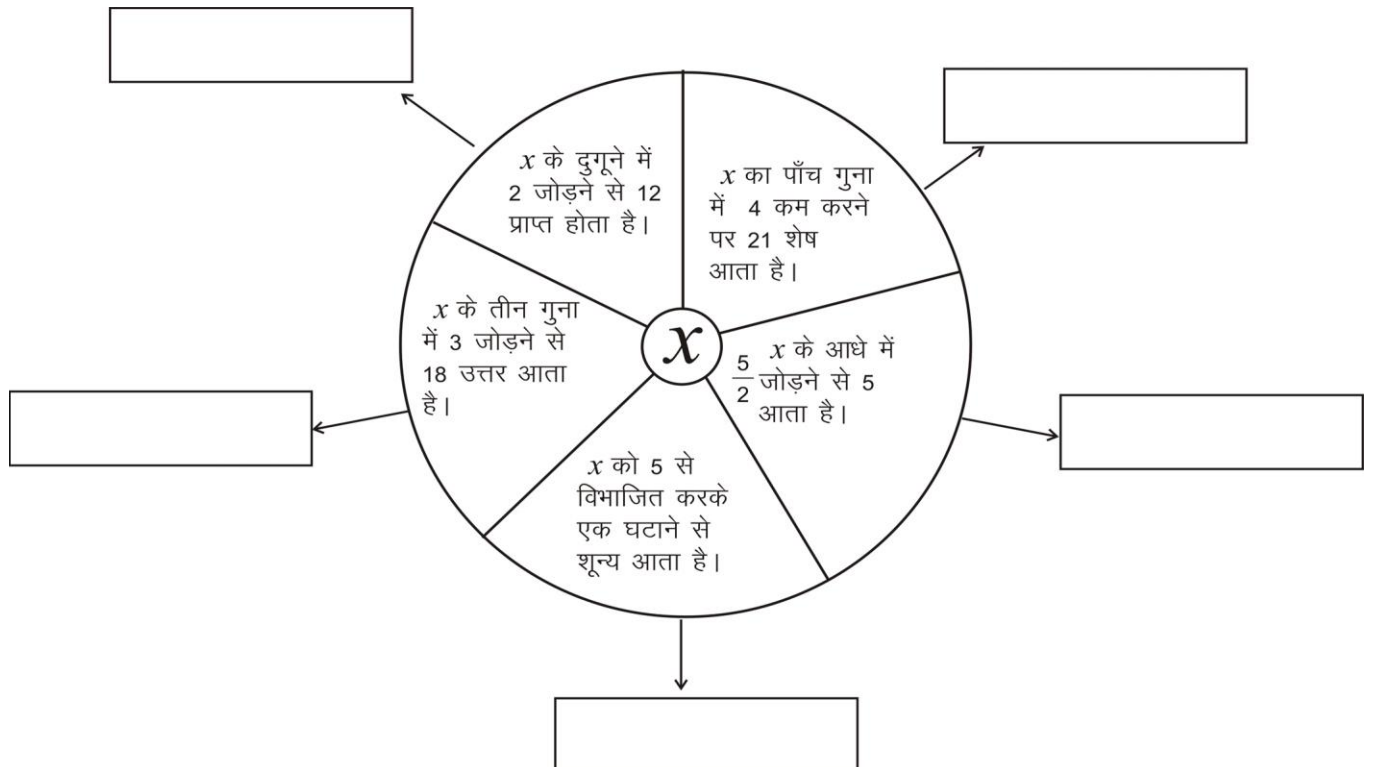 x के दुगूने में
2 जोड़ने से 12
प्राप्त होता है।
x का पाँच गुना
में 4 कम करने
पर 21 शेष
आता है।
x के तीन गुना
में 3 जोड़ने से
18 उत्तर आता
है।
x
x के आधे में
5/2 जोड़ने से 5
आता है।
x को 5 से
विभाजित करके
एक घटाने से
शून्य आता है।